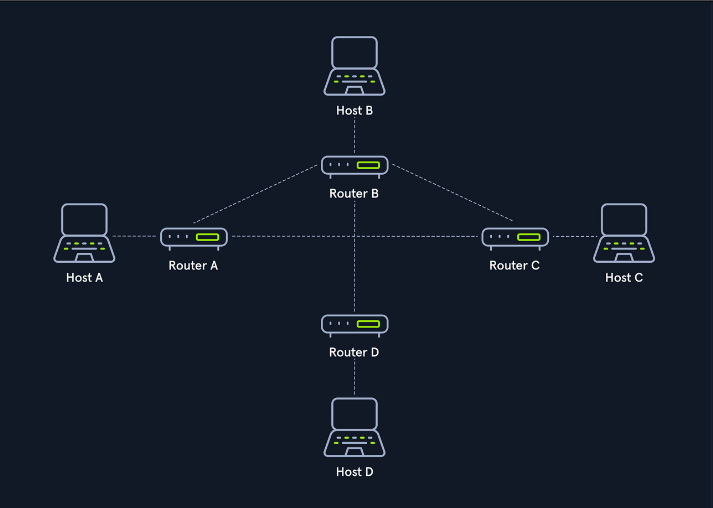 Host B
Router B
Host A
Router A
Router C
Host C
Router D
Host D